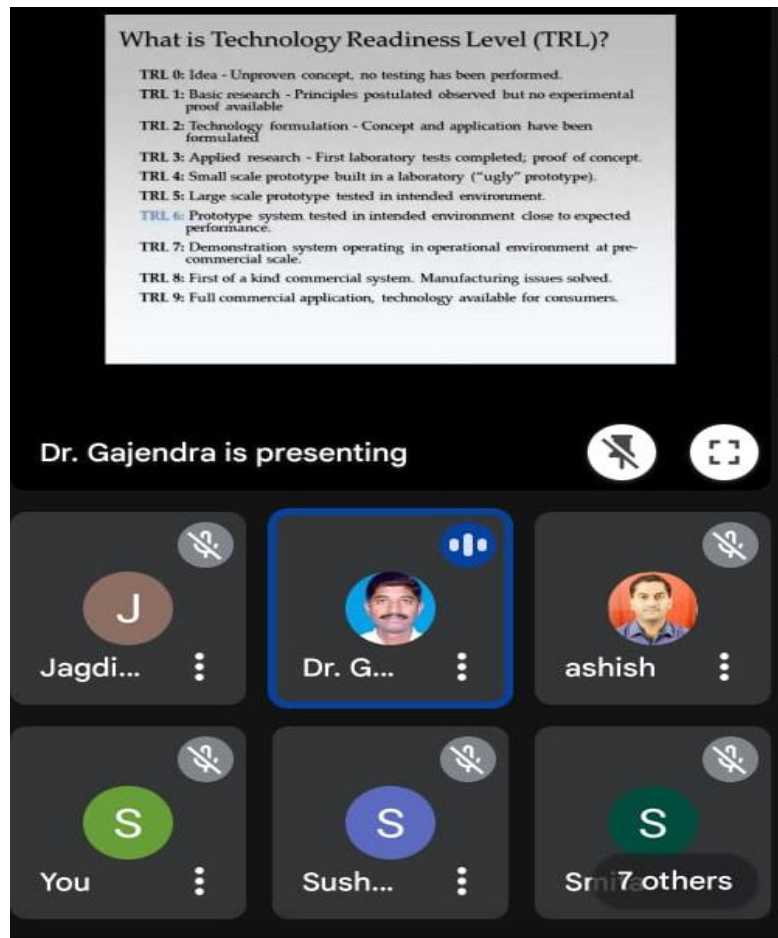 What is Technology Readiness Level (TRL)?
TRL 0: Idea - Unproven concept, no testing has been performed.
TRL 1: Basic research - Principles postulated observed but no experimental
proof available
TRL 2: Technology formulation - Concept and application have been
formulated
TRL 3: Applied research - First laboratory tests completed; proof of concept.
TRL 4: Small scale prototype built in a laboratory ("ugly" prototype).
TRL 5: Large scale prototype tested in intended environment.
TRL 6: Prototype system tested in intended environment close to expected
performance.
TRL 7: Demonstration system operating in operational environment at pre-
commercial scale.
TRL 8: First of a kind commercial system. Manufacturing issues solved.
TRL 9: Full commercial application, technology available for consumers.
Dr. Gajendra is presenting
J
Jagdi... Dr. G... ashish
S S S
You Sush... 7 others